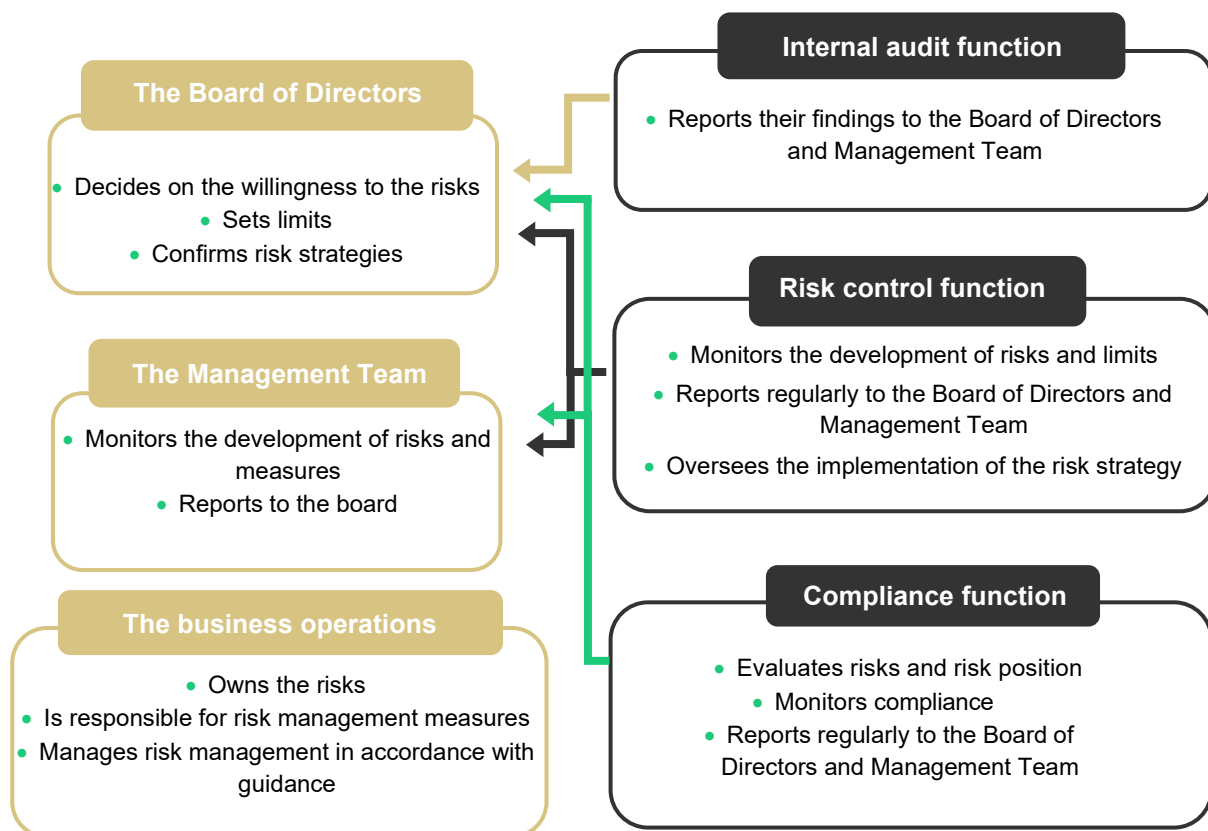 The Board of Directors
• Decides on the willingness to the risks
• Sets limits
• Confirms risk strategies
The Management Team
• Monitors the development of risks and
measures
• Reports to the board
The business operations
• Owns the risks
• Is responsible for risk management measures
• Manages risk management in accordance with
guidance
Internal audit function
• Reports their findings to the Board of Directors
and Management Team
Risk control function
• Monitors the development of risks and limits
• Reports regularly to the Board of Directors and
Management Team
• Oversees the implementation of the risk strategy
Compliance function
• Evaluates risks and risk position
• Monitors compliance
• Reports regularly to the Board of
Directors and Management Team